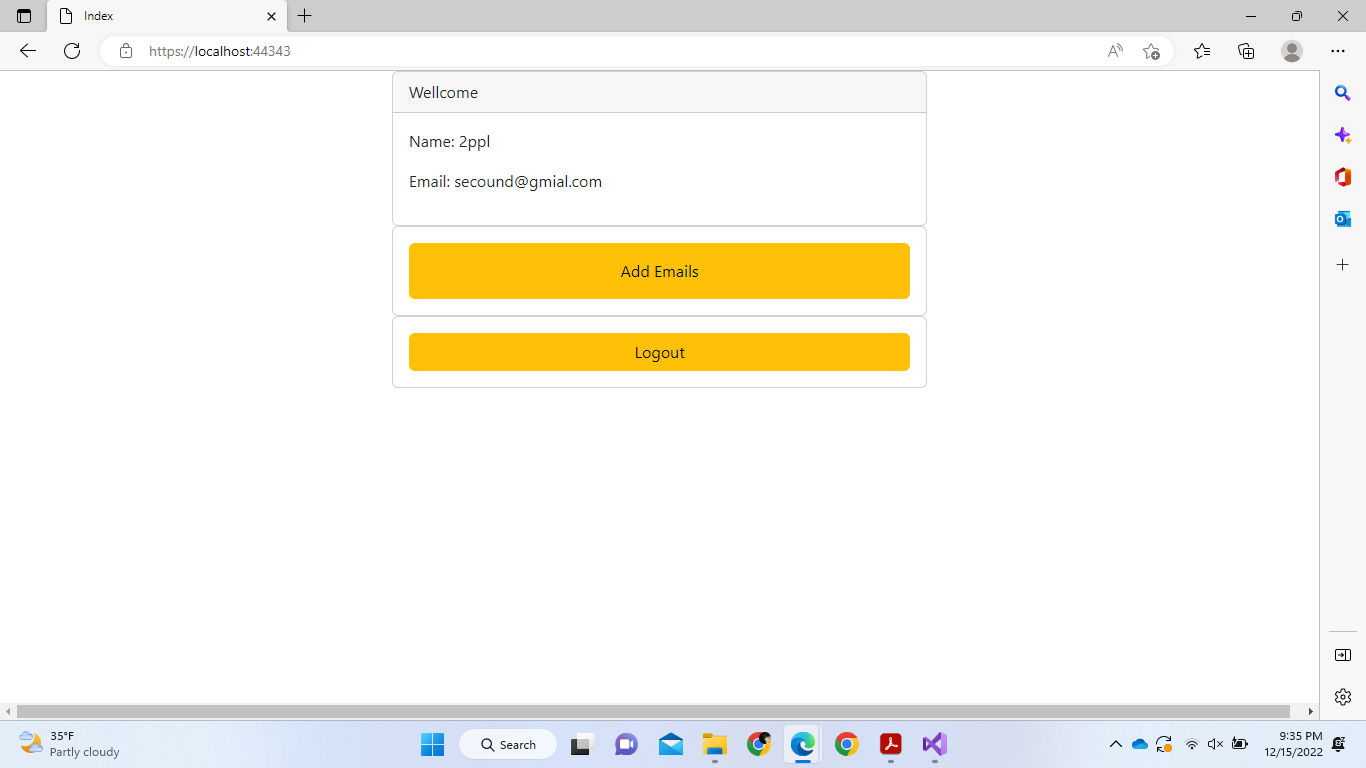 Index
https://localhost:44343
Wellcome
Name: 2ppl
Email: secound@gmial.com
Add Emails
Logout
35°F
Partly cloudy
Search
9:35 PM
12/15/2022